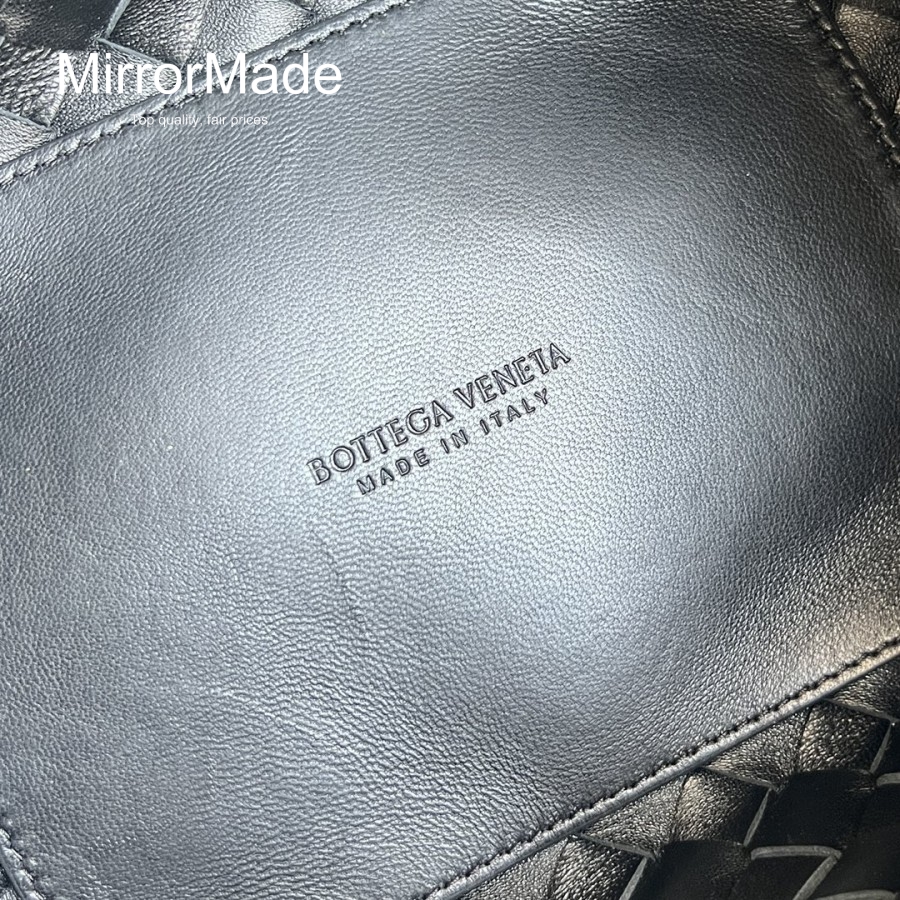 MirrorMade
Top quality, fair prices
BOTTEGA VENETA
MADE IN ITALY